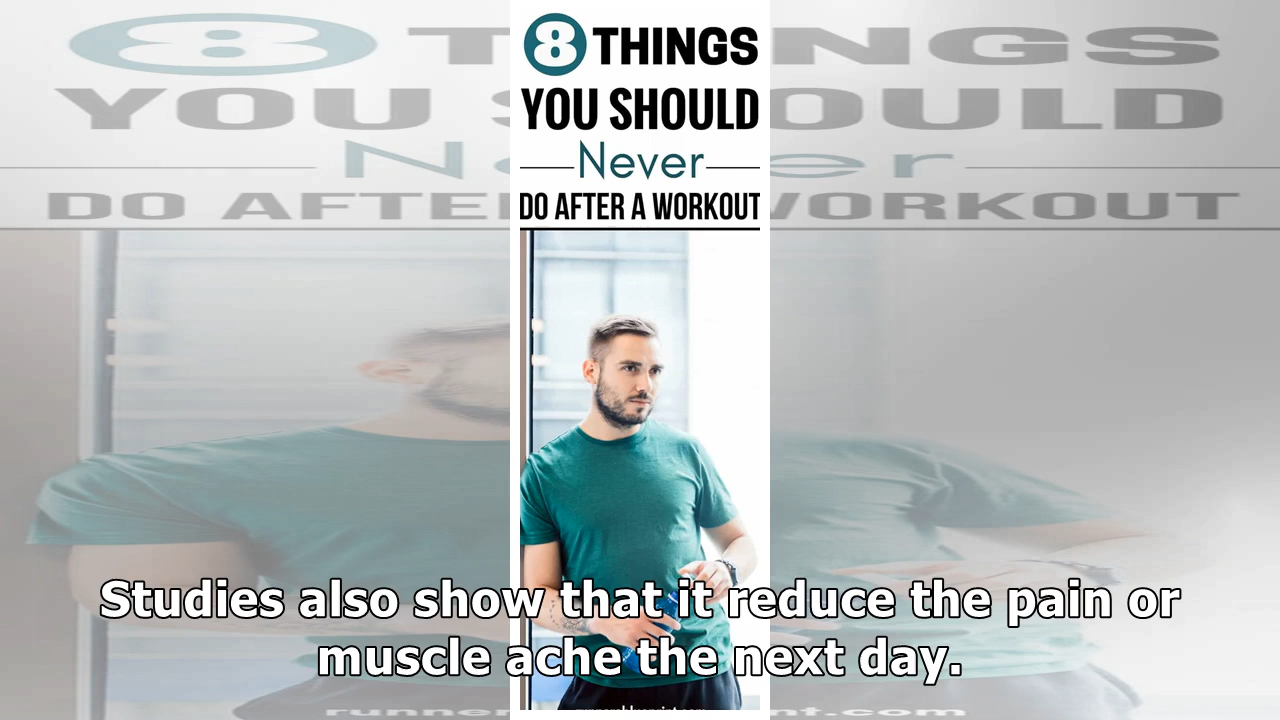 8 THINGS
YOU SHOULD
Never
DO AFTER A WORKOUT
Studies also show that it reduce the pain or
muscle ache the next day.